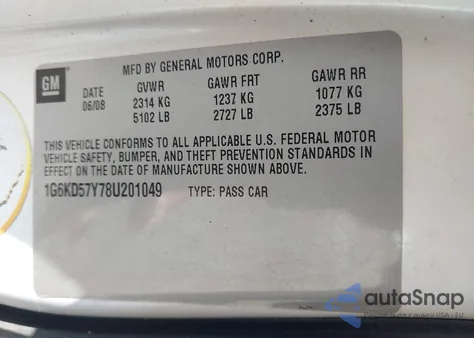 GM
MFD BY GENERAL MOTORS CORP.
DATE GVWR GAWR FRT GAWR RR
06/08 2314 KG 1237 KG 1077 KG
5102 LB 2727 LB 2375 LB
THIS VEHICLE CONFORMS TO ALL APPLICABLE U.S. FEDERAL MOTOR
VEHICLE SAFETY, BUMPER, AND THEFT PREVENTION STANDARDS IN
EFFECT ON THE DATE OF MANUFACTURE SHOWN ABOVE.
1G6KD57Y78U201049 TYPE: PASS CAR
autoSnap